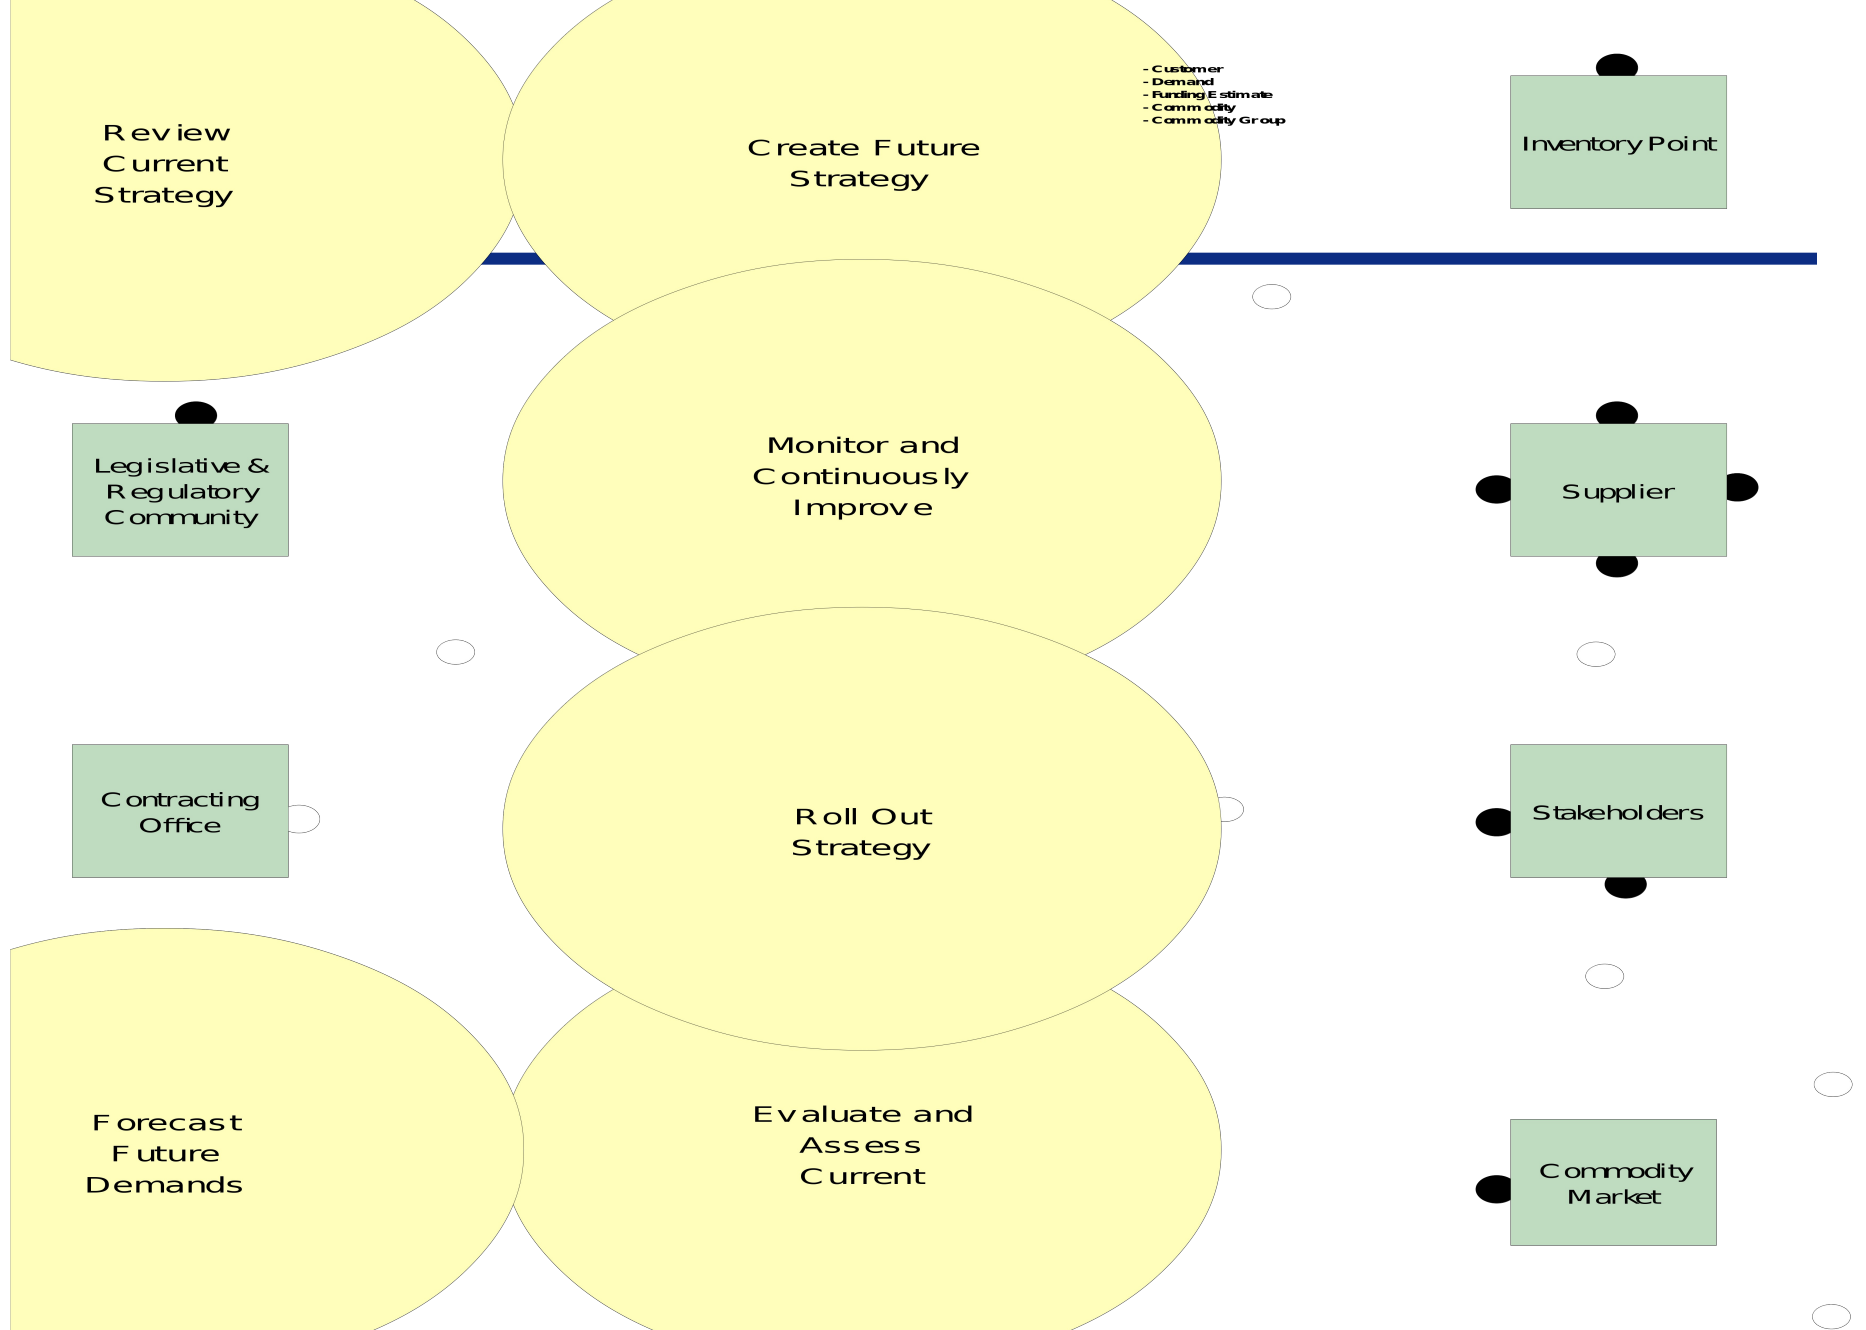 Review
Current
Strategy
Create Future
Strategy
- Customer
- Demand
- Funding Estimate
- Commodity
- Commodity Group
Inventory Point
Legislative &
Regulatory
Community
Monitor and
Continuously
Improve
Supplier
Contracting
Office
Roll Out
Strategy
Stakeholders
Forecast
Future
Demands
Evaluate and
Assess
Current
Commodity
Market